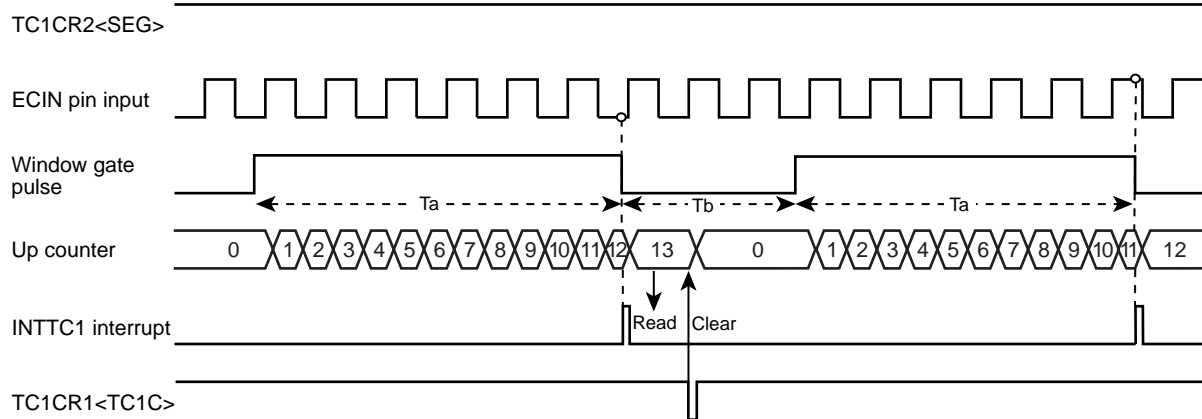 TC1CR2<SEG>
ECIN pin input
Window gate
pulse
Ta Tb Ta
Up counter 0 1 2 3 4 5 6 7 8 9 10 11 12 13 0 1 2 3 4 5 6 7 8 9 10 11 12
INTTC1 interrupt Read Clear
TC1CR1<TC1C>